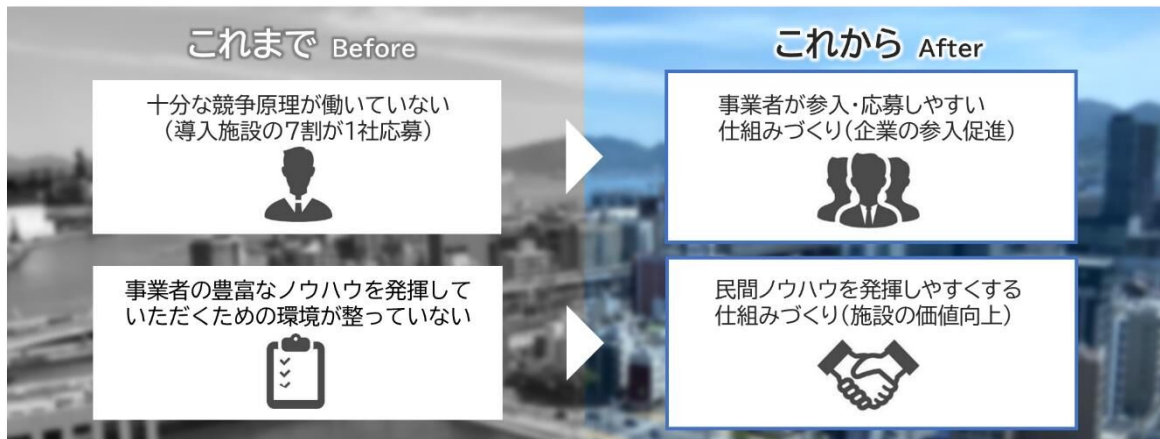 これまで Before
十分な競争原理が働いていない
（導入施設の７割が１社応募）
事業者の豊富なノウハウを発揮して
いただくための環境が整っていない
これから After
事業者が参入・応募しやすい
仕組みづくり（企業の参入促進）
民間ノウハウを発揮しやすくする
仕組みづくり（施設の価値向上）